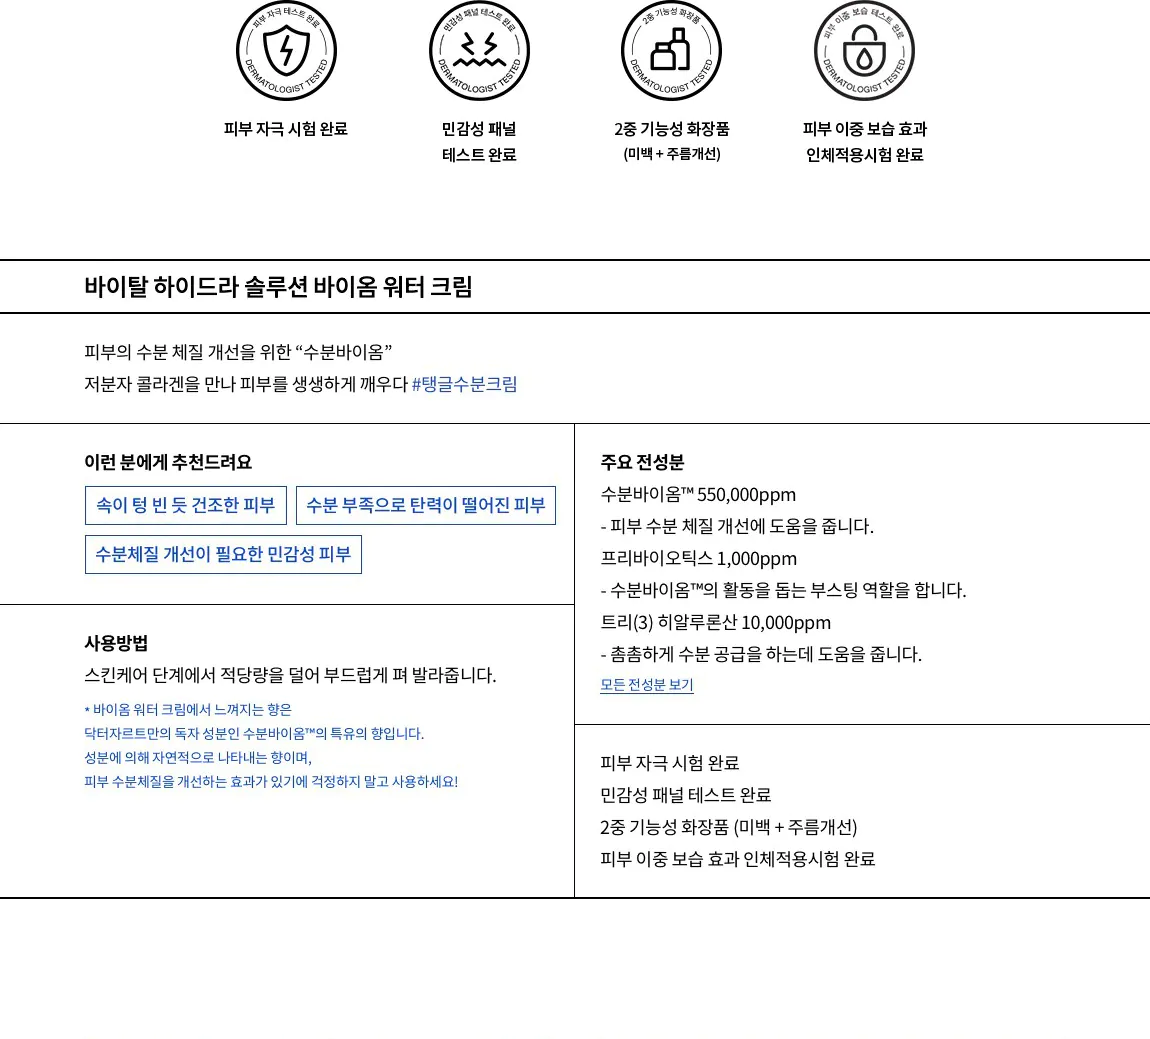 피부 자극 테스트 완료
DERMATOLOGIST TESTED
민감성 패널 테스트 완료
DERMATOLOGIST TESTED
2중 기능성 화장품
DERMATOLOGIST TESTED
피부 이중 보습 테스트 완료
DERMATOLOGIST TESTED
피부 자극 시험 완료
민감성 패널
테스트 완료
2중 기능성 화장품
(미백 + 주름개선)
피부 이중 보습 효과
인체적용시험 완료
바이탈 하이드라 솔루션 바이옴 워터 크림
피부의 수분 체질 개선을 위한 “수분바이옴”
저분자 콜라겐을 만나 피부를 생생하게 깨우다 #탱글수분크림
이런 분에게 추천드려요
속이 텅 빈 듯 건조한 피부
수분 부족으로 탄력이 떨어진 피부
수분체질 개선이 필요한 민감성 피부
사용방법
스킨케어 단계에서 적당량을 덜어 부드럽게 펴 발라줍니다.
* 바이옴 워터 크림에서 느껴지는 향은
닥터자르트만의 독자 성분인 수분바이옴™의 특유의 향입니다.
성분에 의해 자연적으로 나타내는 향이며,
피부 수분체질을 개선하는 효과가 있기에 걱정하지 말고 사용하세요!
주요 전성분
수분바이옴™ 550,000ppm
- 피부 수분 체질 개선에 도움을 줍니다.
프리바이오틱스 1,000ppm
- 수분바이옴™의 활동을 돕는 부스팅 역할을 합니다.
트리(3) 히알루론산 10,000ppm
- 촘촘하게 수분 공급을 하는데 도움을 줍니다.
모든 전성분 보기
피부 자극 시험 완료
민감성 패널 테스트 완료
2중 기능성 화장품 (미백 + 주름개선)
피부 이중 보습 효과 인체적용시험 완료